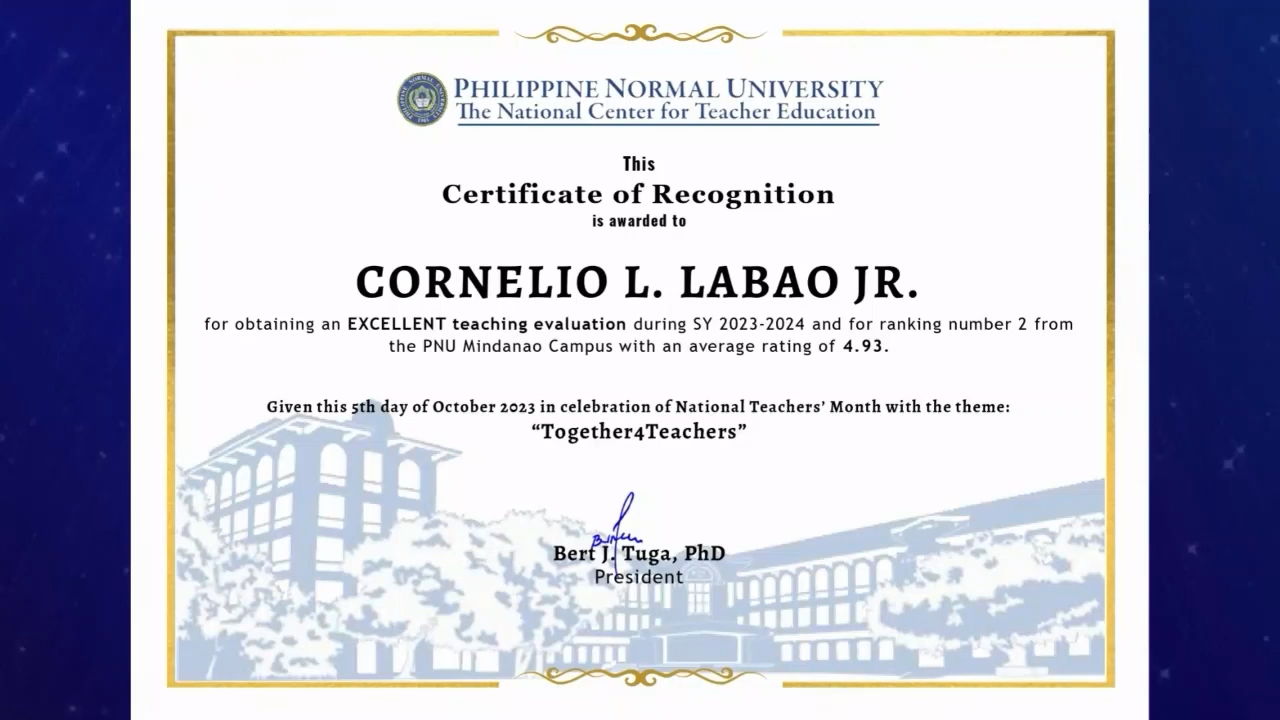 PHILIPPINE NORMAL UNIVERSITY
The National Center for Teacher Education
This
Certificate of Recognition
is awarded to
CORNELIO L. LABAO JR.
for obtaining an EXCELLENT teaching evaluation during SY 2023-2024 and for ranking number 2 from
the PNU Mindanao Campus with an average rating of 4.93.
Given this 5th day of October 2023 in celebration of National Teachers' Month with the theme:
“Together4Teachers”
Bert J. Tuga, PhD
President